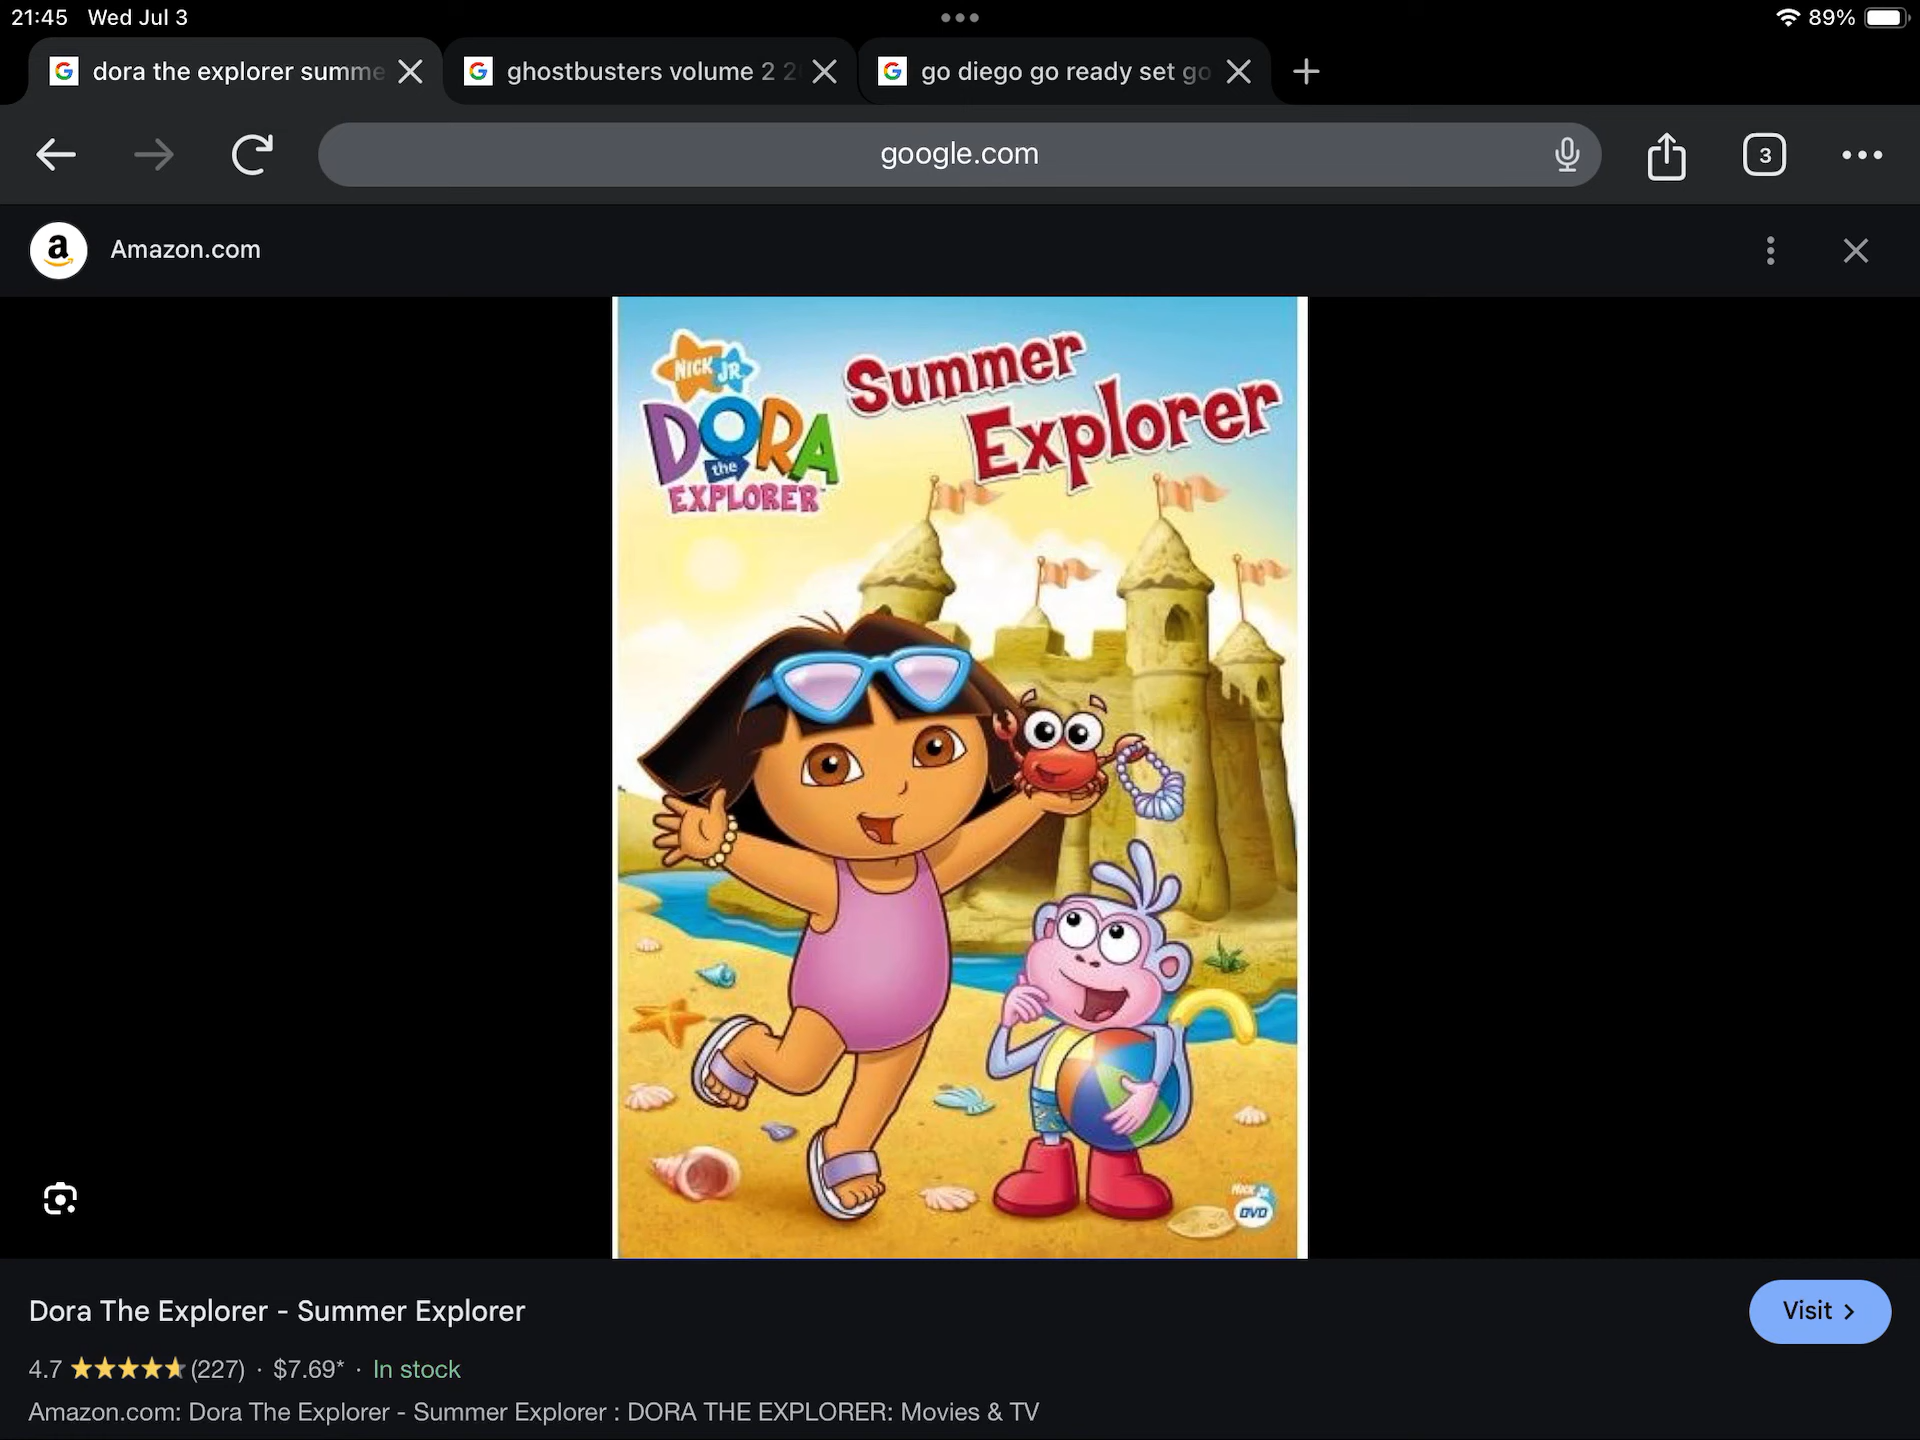 21:45 Wed Jul 3
89%
dora the explorer summe
ghostbusters volume 2 2
go diego go ready set go
google.com
3
a
Amazon.com
NICK JR.
DORA
the
EXPLORER™
Summer
Explorer
NICK JR.
DVD
Dora The Explorer - Summer Explorer
Visit >
4.7 (227) · $7.69* · In stock
Amazon.com: Dora The Explorer - Summer Explorer : DORA THE EXPLORER: Movies & TV